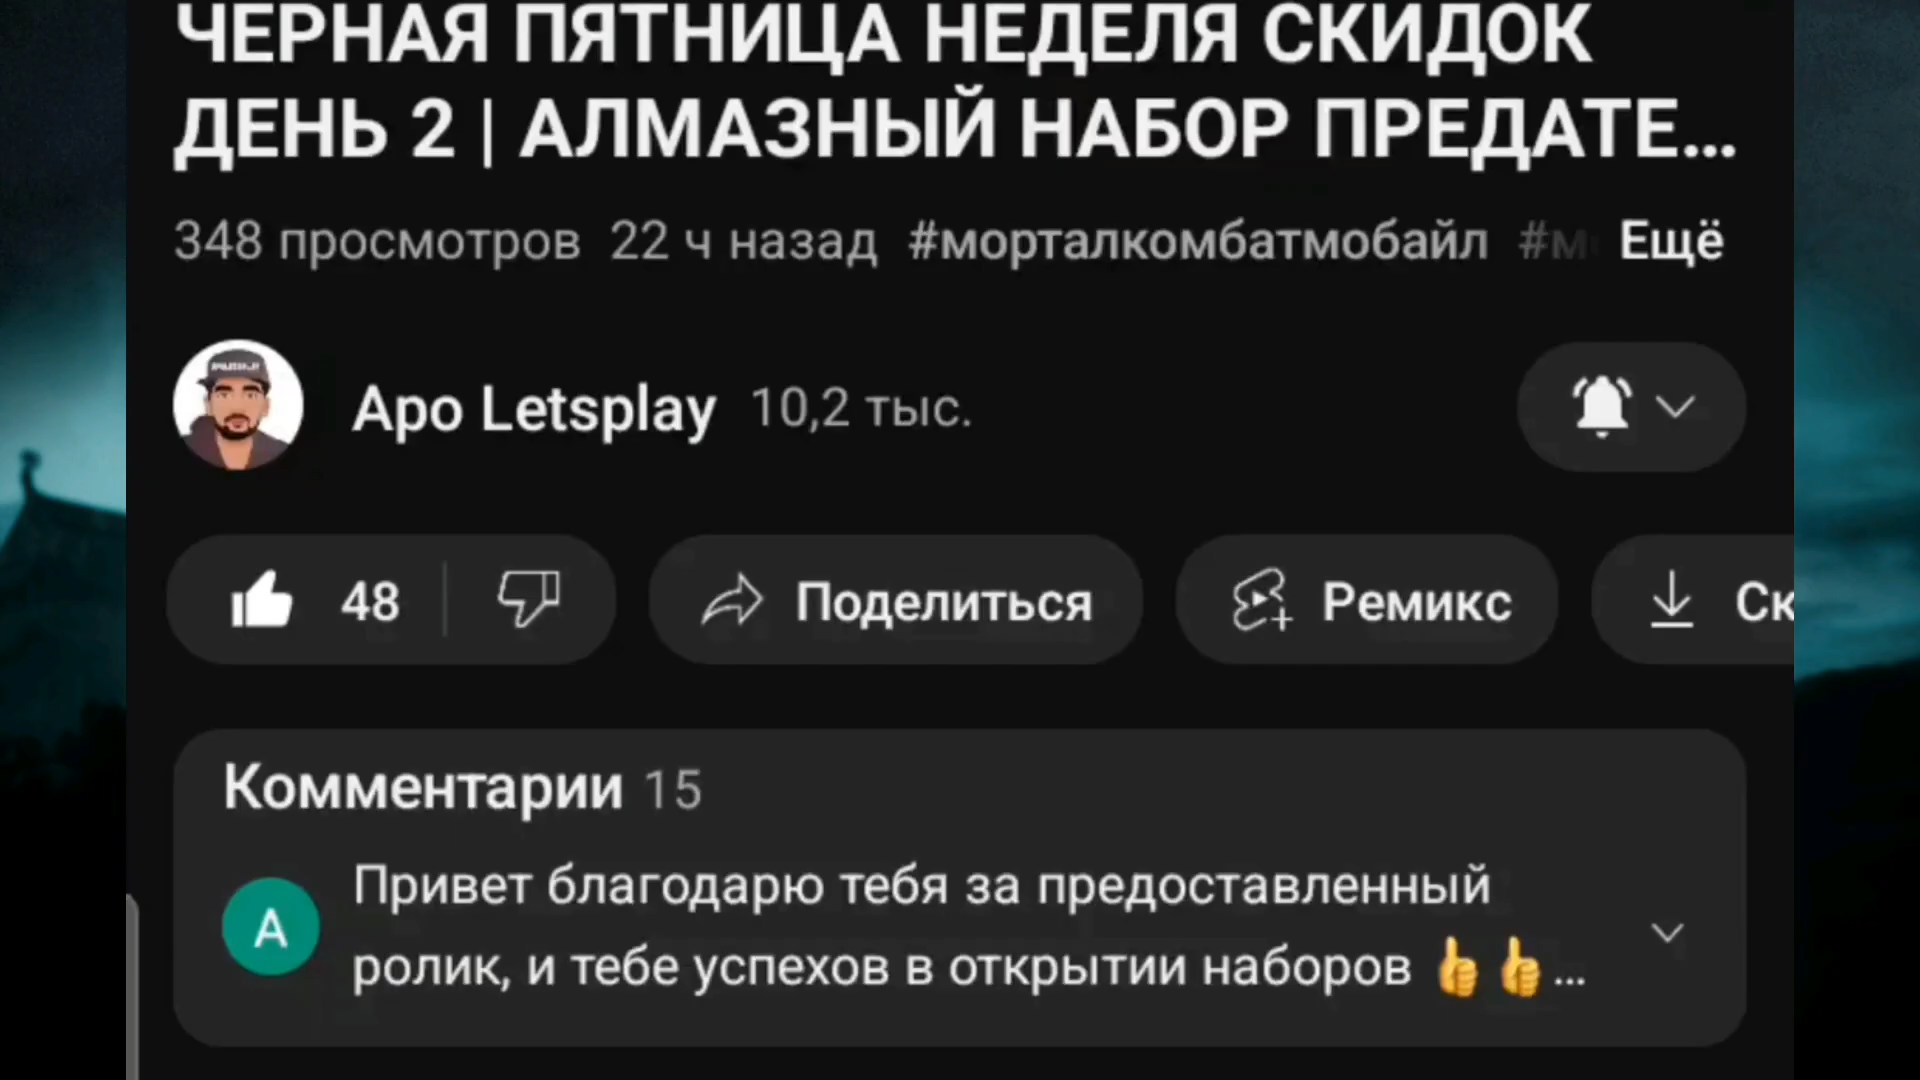 ЧЕРНАЯ ПЯТНИЦА НЕДЕЛЯ СКИДОК
ДЕНЬ 2 | АЛМАЗНЫЙ НАБОР ПРЕДАТЕ...
348 просмотров 22 ч назад #морталкомбатмобайл #м Ещё
Apo Letsplay 10,2 тыс.
48 Поделиться Ремикс Ск
Комментарии 15
A Привет благодарю тебя за предоставленный
ролик, и тебе успехов в открытии наборов 👍👍...